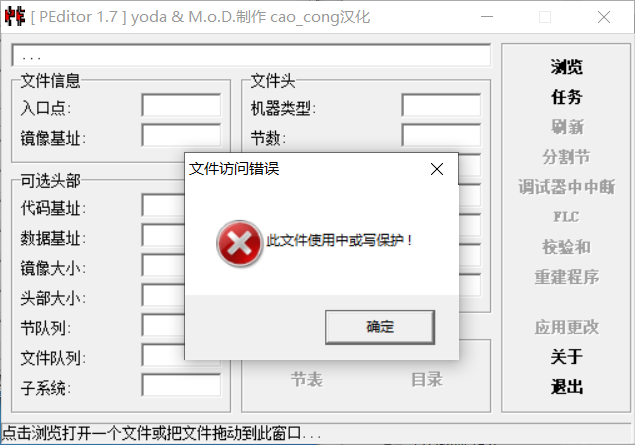 [ PEditor 1.7 ] yoda & M.o.D.制作 cao_cong汉化
...
文件信息
入口点:
镜像基址:
文件头
机器类型:
节数:
可选头部
代码基址:
数据基址:
镜像大小:
头部大小:
节队列:
文件队列:
子系统:
文件访问错误
此文件使用中或写保护！
确定
节表
目录
浏览
任务
刷新
分割节
调试器中中断
FLC
校验和
重建程序
应用更改
关于
退出
点击浏览打开一个文件或把文件拖动到此窗口...